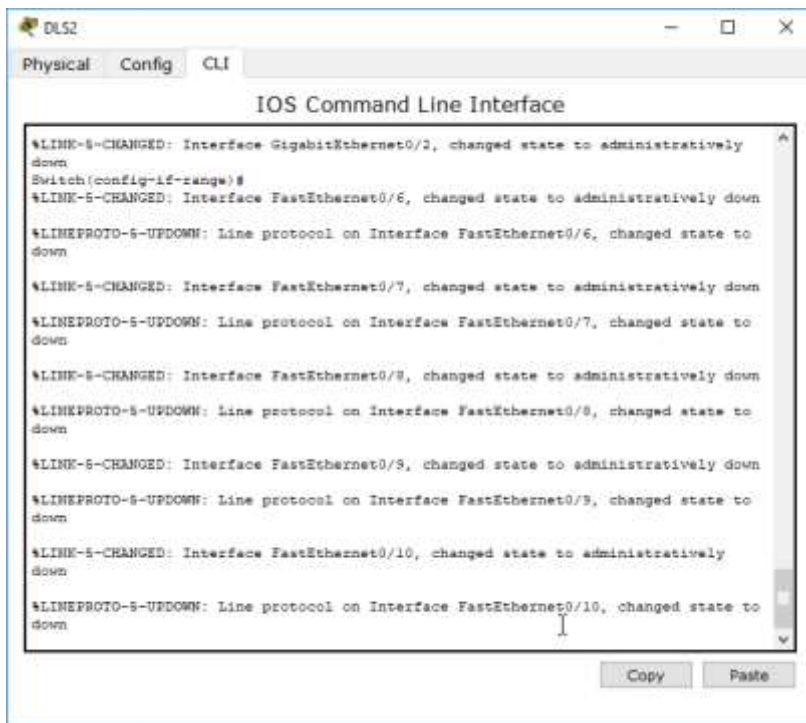 DLS2
Physical Config CLI
IOS Command Line Interface
%LINK-5-CHANGED: Interface GigabitEthernet0/2, changed state to administratively
down
Switch(config-if-range)#
%LINK-5-CHANGED: Interface FastEthernet0/6, changed state to administratively down
%LINEPROTO-5-UPDOWN: Line protocol on Interface FastEthernet0/6, changed state to
down
%LINK-5-CHANGED: Interface FastEthernet0/7, changed state to administratively down
%LINEPROTO-5-UPDOWN: Line protocol on Interface FastEthernet0/7, changed state to
down
%LINK-5-CHANGED: Interface FastEthernet0/8, changed state to administratively down
%LINEPROTO-5-UPDOWN: Line protocol on Interface FastEthernet0/8, changed state to
down
%LINK-5-CHANGED: Interface FastEthernet0/9, changed state to administratively down
%LINEPROTO-5-UPDOWN: Line protocol on Interface FastEthernet0/9, changed state to
down
%LINK-5-CHANGED: Interface FastEthernet0/10, changed state to administratively
down
%LINEPROTO-5-UPDOWN: Line protocol on Interface FastEthernet0/10, changed state to
down
Copy Paste